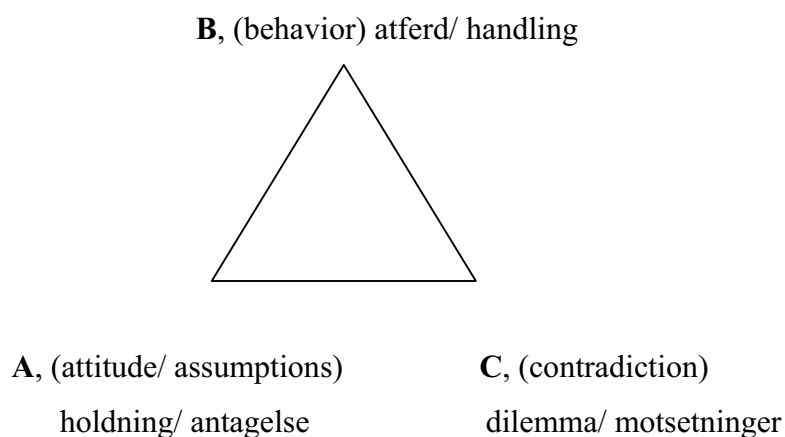 B, (behavior) atferd/ handling
A, (attitude/ assumptions)
holdning/ antagelse
C, (contradiction)
dilemma/ motsetninger